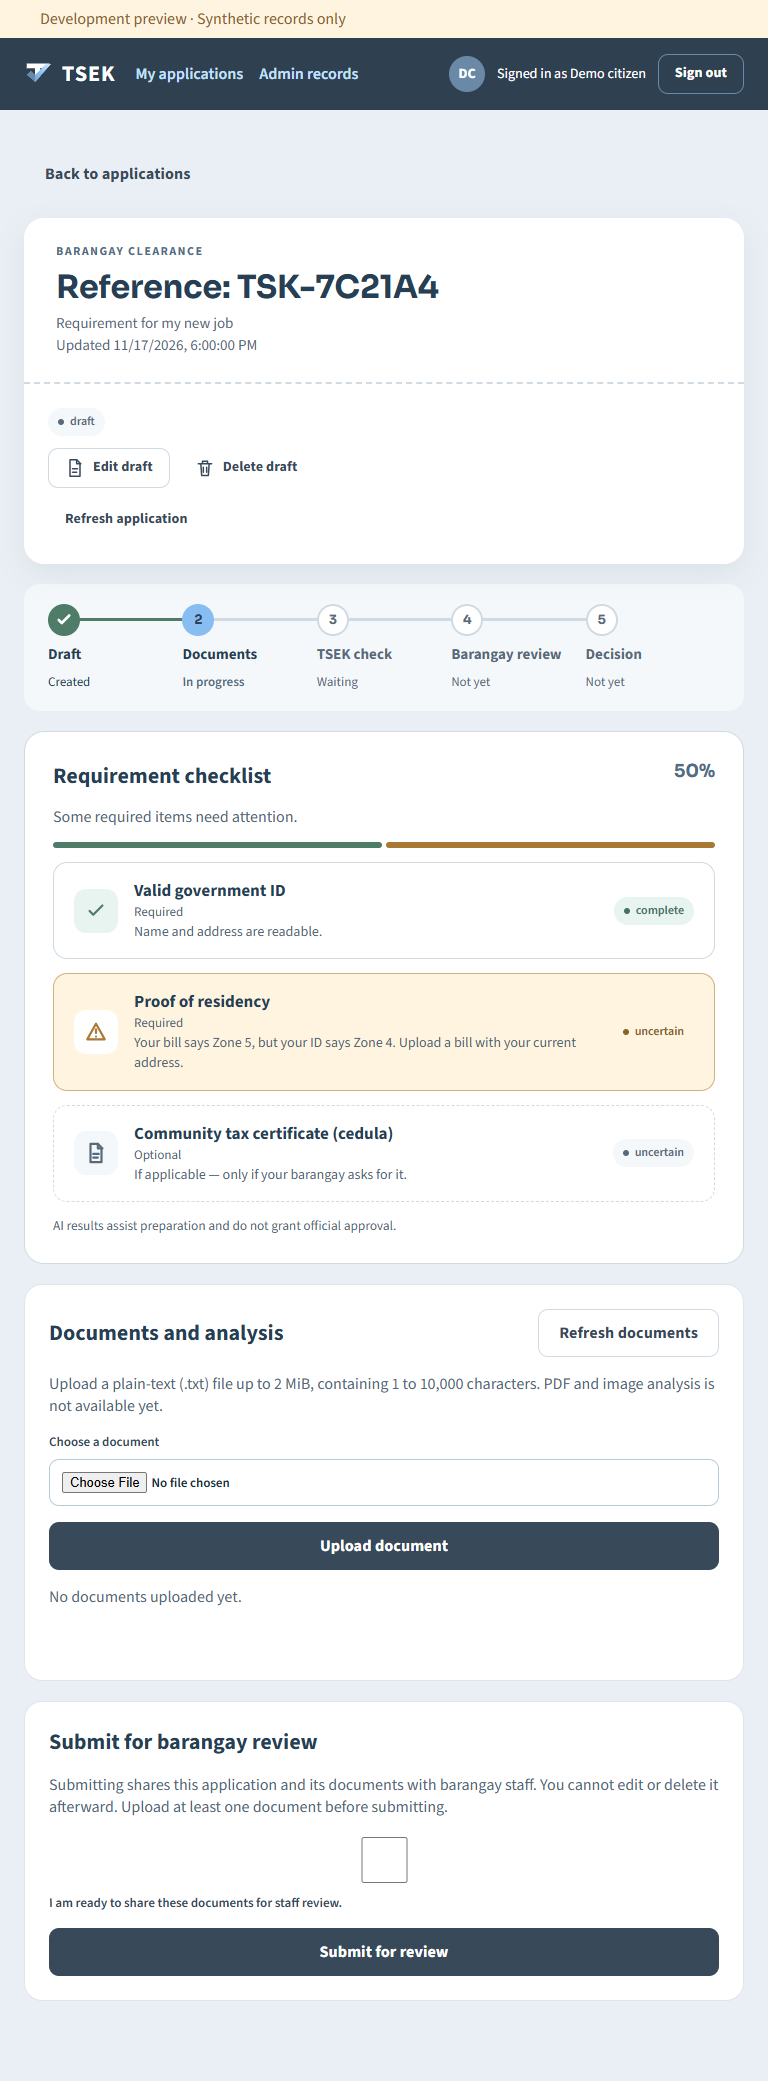 Development preview · Synthetic records only
TSEK
My applications
Admin records
DC
Signed in as Demo citizen
Sign out
Back to applications
BARANGAY CLEARANCE
Reference: TSK-7C21A4
Requirement for my new job
Updated 11/17/2026, 6:00:00 PM
draft
Edit draft
Delete draft
Refresh application
2
3
4
5
Draft
Documents
TSEK check
Barangay review
Decision
Created
In progress
Waiting
Not yet
Not yet
Requirement checklist
50%
Some required items need attention.
Valid government ID
Required
Name and address are readable.
complete
Proof of residency
Required
Your bill says Zone 5, but your ID says Zone 4. Upload a bill with your current
address.
uncertain
Community tax certificate (cedula)
Optional
If applicable — only if your barangay asks for it.
uncertain
AI results assist preparation and do not grant official approval.
Documents and analysis
Refresh documents
Upload a plain-text (.txt) file up to 2 MiB, containing 1 to 10,000 characters. PDF and image analysis is
not available yet.
Choose a document
Choose File
No file chosen
Upload document
No documents uploaded yet.
Submit for barangay review
Submitting shares this application and its documents with barangay staff. You cannot edit or delete it
afterward. Upload at least one document before submitting.
I am ready to share these documents for staff review.
Submit for review